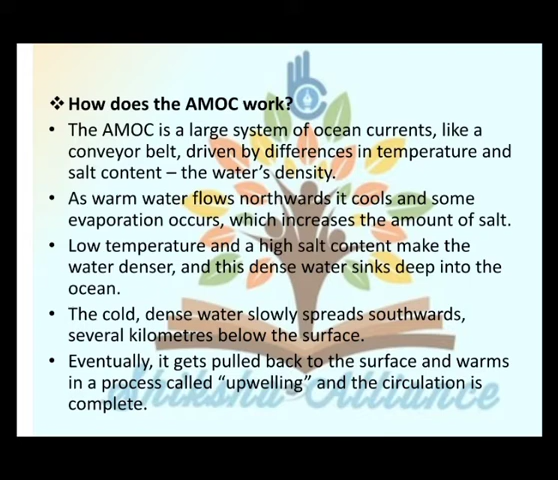 ❖ How does the AMOC work?
• The AMOC is a large system of ocean currents, like a
conveyor belt, driven by differences in temperature and
salt content – the water's density.
• As warm water flows northwards it cools and some
evaporation occurs, which increases the amount of salt.
• Low temperature and a high salt content make the
water denser, and this dense water sinks deep into the
ocean.
• The cold, dense water slowly spreads southwards,
several kilometres below the surface.
• Eventually, it gets pulled back to the surface and warms
in a process called “upwelling” and the circulation is
complete.
Shiksha Alliance